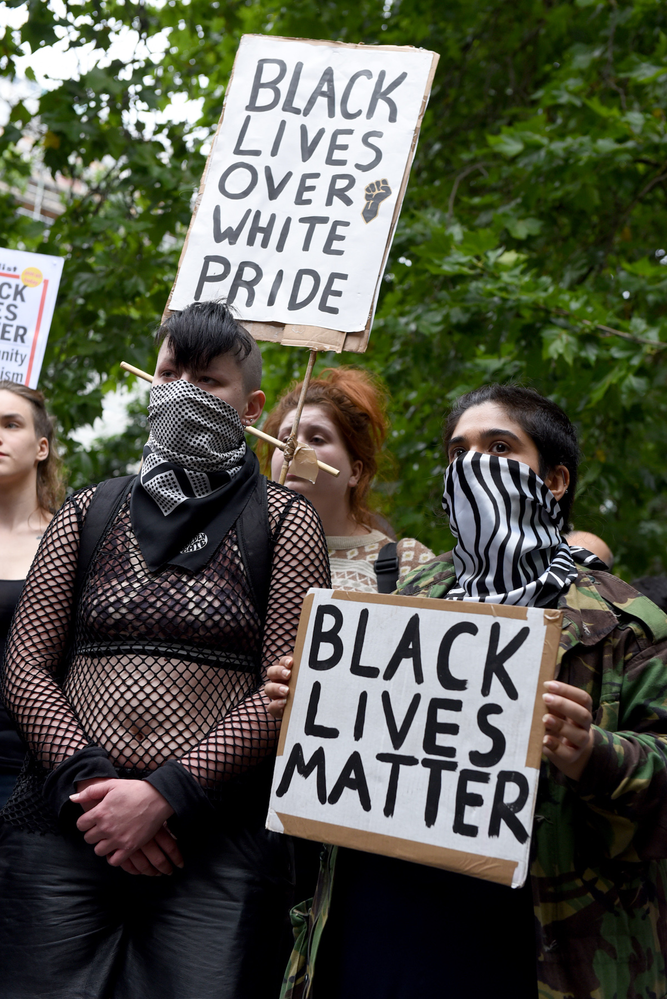 BLACK
LIVES
OVER
WHITE
PRIDE
BLACK
LIVES
MATTER